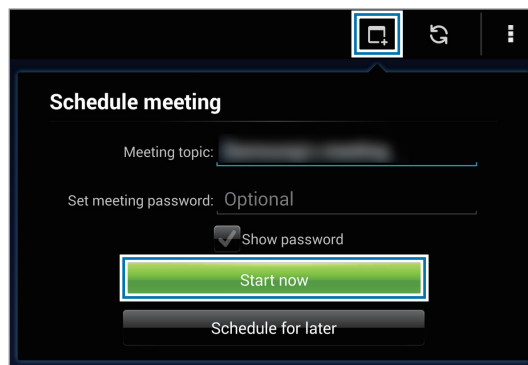 Schedule meeting
Meeting topic:
Set meeting password: Optional
Show password
Start now
Schedule for later